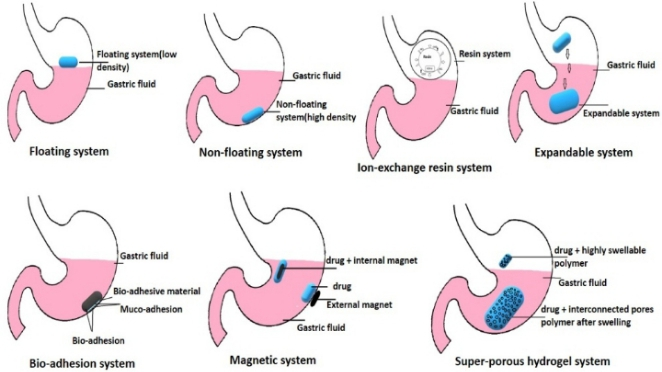 Floating system(low
density)
Gastric fluid
Floating system
Gastric fluid
Non-floating
system(high density
Non-floating system
Resin system
Gastric fluid
Ion-exchange resin system
Gastric fluid
Expandable system
Expandable system
Gastric fluid
Bio-adhesive material
Muco-adhesion
Bio-adhesion
Bio-adhesion system
drug + internal magnet
drug
External magnet
Gastric fluid
Magnetic system
drug + highly swellable
polymer
Gastric fluid
drug + interconnected pores
polymer after swelling
Super-porous hydrogel system